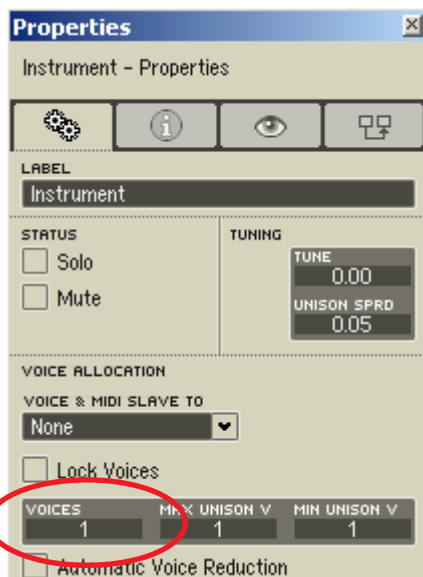 Properties
Instrument – Properties
LABEL
Instrument
STATUS
Solo
Mute
TUNING
TUNE
0.00
UNISON SPRD
0.05
VOICE ALLOCATION
VOICE & MIDI SLAVE TO
None
Lock Voices
VOICES MAX UNISON V MIN UNISON V
1 1 1
Automatic Voice Reduction